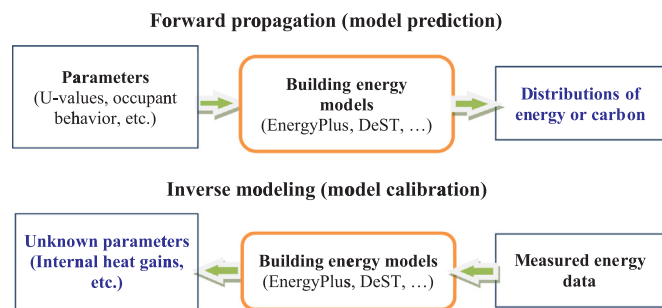 Forward propagation (model prediction)
Parameters
(U-values, occupant
behavior, etc.)
Building energy
models
(EnergyPlus, DeST, …)
Distributions of
energy or carbon
Inverse modeling (model calibration)
Unknown parameters
(Internal heat gains,
etc.)
Building energy models
(EnergyPlus, DeST, …)
Measured energy
data